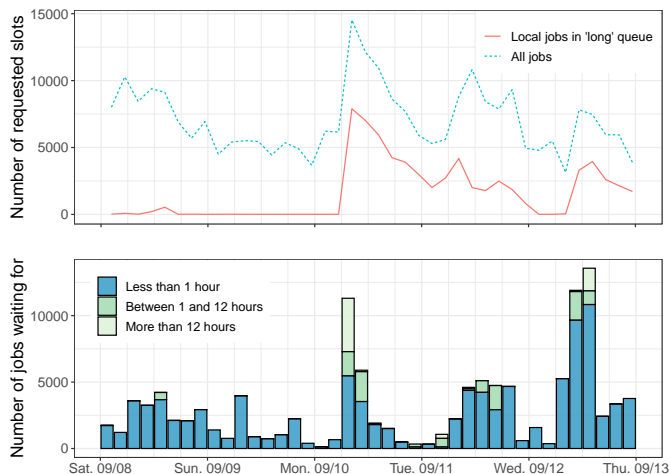 Number of requested slots
15000
10000
5000
0
Local jobs in 'long' queue
All jobs
Number of jobs waiting for
10000
5000
0
Less than 1 hour
Between 1 and 12 hours
More than 12 hours
Sat. 09/08 Sun. 09/09 Mon. 09/10 Tue. 09/11 Wed. 09/12 Thu. 09/13